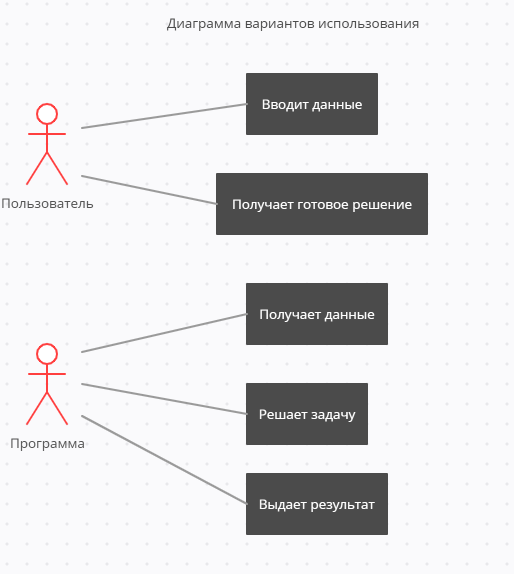 Диаграмма вариантов использования
Вводит данные
Пользователь
Получает готовое решение
Получает данные
Решает задачу
Программа
Выдает результат